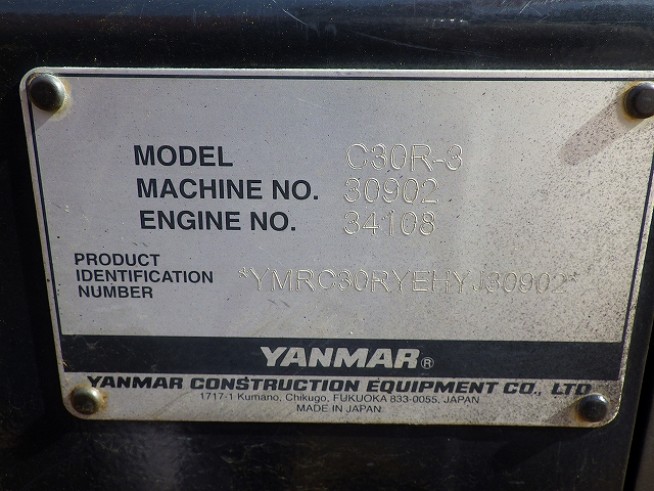 MODEL C30R-3
MACHINE NO. 30902
ENGINE NO. 34108
PRODUCT
IDENTIFICATION
NUMBER *YMRC30RYEHYJ30902*
YANMAR®
YANMAR CONSTRUCTION EQUIPMENT CO., LTD
1717-1 Kumano, Chikugo, FUKUOKA 833-0055, JAPAN
MADE IN JAPAN